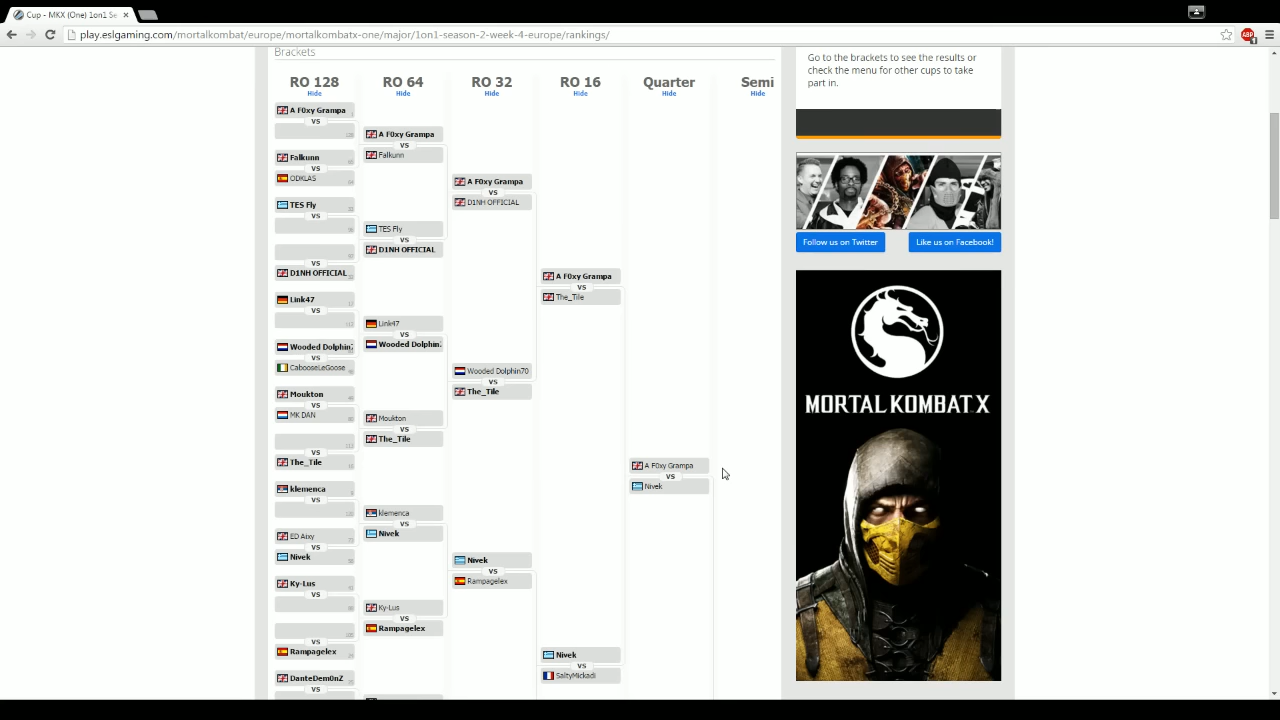 Cup - MKX (One) 1on1 Se
play.eslgaming.com/mortalkombat/europe/mortalkombatx-one/major/1on1-season-2-week-4-europe/rankings/
ABP
Brackets
RO 128
RO 64
RO 32
RO 16
Quarter
Semi
Hide
Hide
Hide
Hide
Hide
Hide
A F0xy Grampa
VS
Falkunn
VS
ODKLAS
TES Fly
VS
VS
D1NH OFFICIAL
Link47
VS
Wooded Dolphin7
VS
CabooseLeGoose
Moukton
VS
MK DAN
VS
The_Tile
klemenca
VS
ED Aixy
VS
Nivek
Ky-Lus
VS
VS
Rampagelex
DanteDem0nZ
VS
A F0xy Grampa
VS
Falkunn
TES Fly
VS
D1NH OFFICIAL
Link47
VS
Wooded Dolphin.
Moukton
VS
The_Tile
klemenca
VS
Nivek
Ky-Lus
VS
Rampagelex
A F0xy Grampa
VS
D1NH OFFICIAL
Wooded Dolphin70
VS
The_Tile
Nivek
VS
Rampagelex
A F0xy Grampa
VS
The_Tile
Nivek
VS
SaltyMickadi
A F0xy Grampa
VS
Nivek
Go to the brackets to see the results or
check the menu for other cups to take
part in.
Follow us on Twitter
Like us on Facebook!
MORTAL KOMBAT X